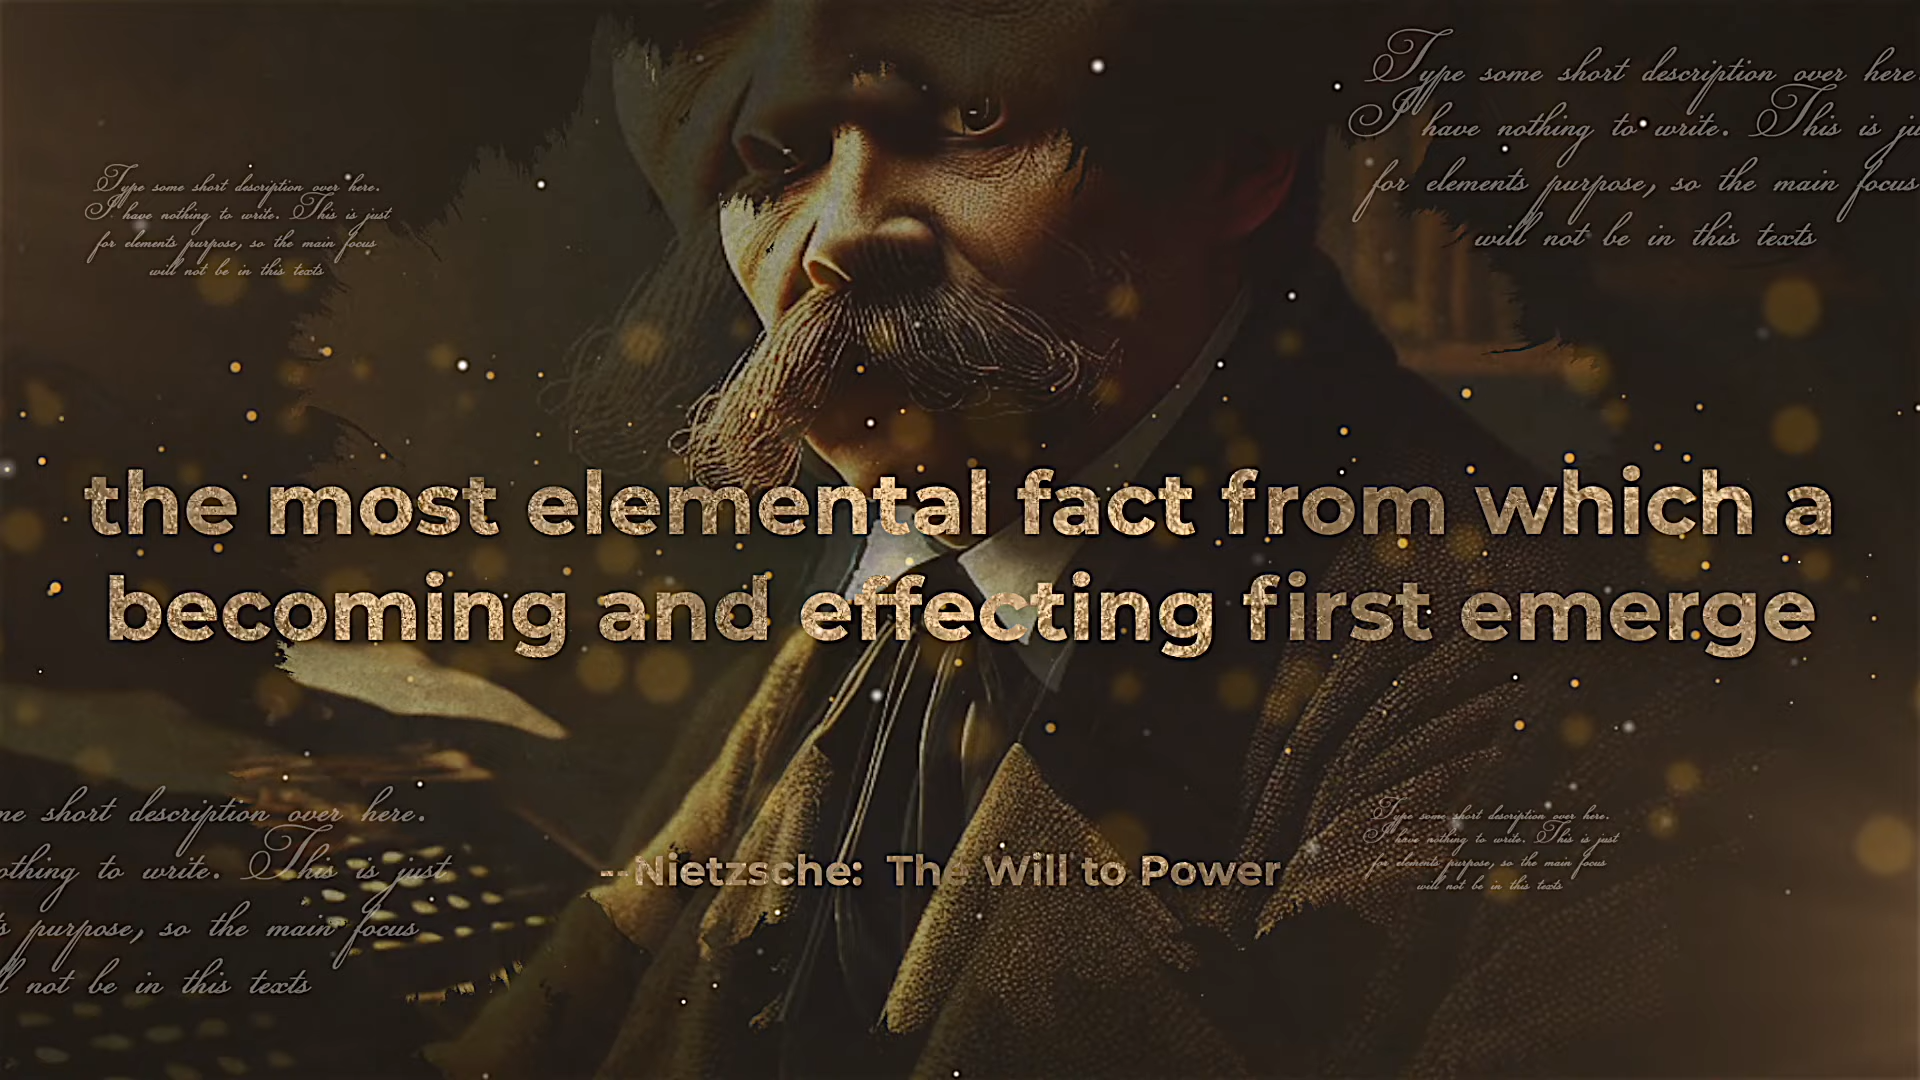 Type some short description over here.
I have nothing to write. This is ju
for elements purpose, so the main focus
will not be in this texts
Type some short description over here.
I have nothing to write. This is just
for elements purpose, so the main focus
will not be in this texts
the most elemental fact from which a
becoming and effecting first emerge
me short description over here.
othing to write. This is just
s purpose, so the main focus
l not be in this texts
Type some short description over here.
I have nothing to write. This is just
for elements purpose, so the main focus
will not be in this texts
--Nietzsche: The Will to Power